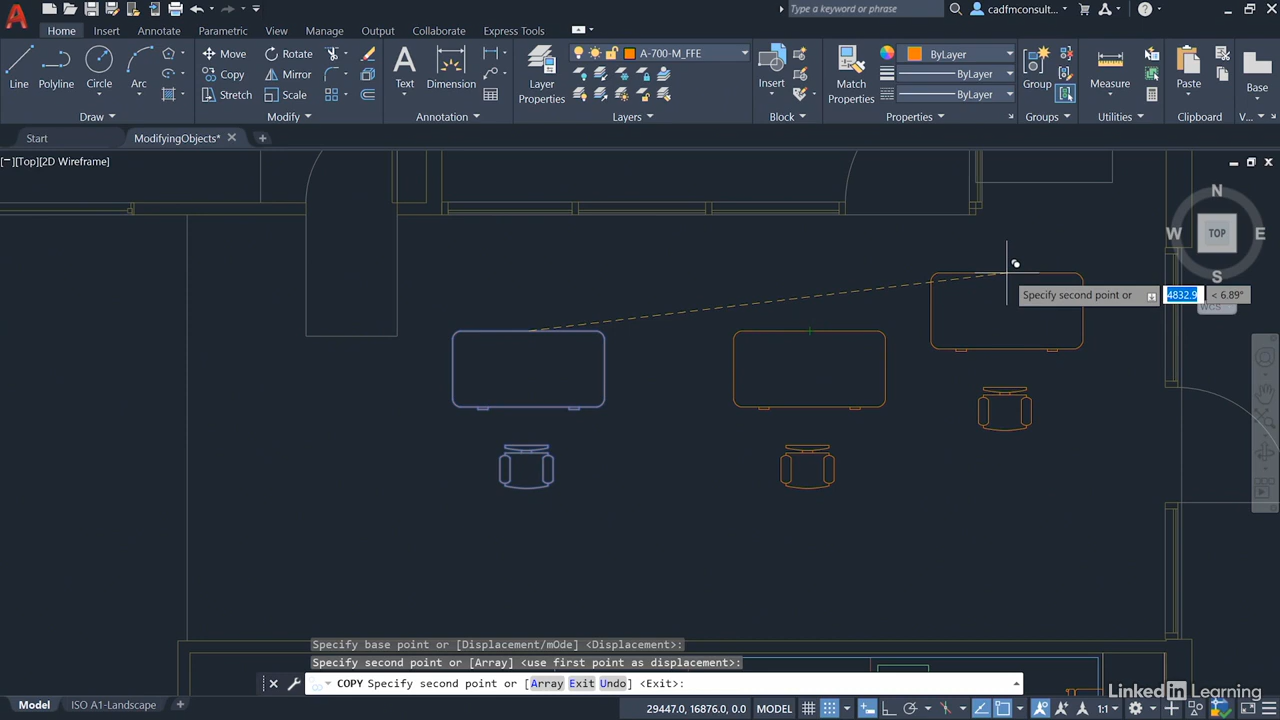 Type a keyword or phrase
cadfmconsult...
Home Insert Annotate Parametric View Manage Output Collaborate Express Tools
Line Polyline Circle Arc
Move Rotate
Copy Mirror
Stretch Scale
Text Dimension
Layer Properties
A-700-M_FFE
Insert
Match Properties
ByLayer
ByLayer
ByLayer
Group Measure Paste Base
Draw Modify Annotation Layers Block Properties Groups Utilities Clipboard V...
Start ModifyingObjects*
[−][Top][2D Wireframe]
N
W TOP E
S
WCS
Specify second point or 4832.9 < 6.89°
Specify base point or [Displacement/mOde] <Displacement>:
Specify second point or [Array] <use first point as displacement>:
COPY Specify second point or [Array Exit Undo] <Exit>:
LinkedIn Learning
Model ISO A1-Landscape
29447.0, 16876.0, 0.0 MODEL 1:1